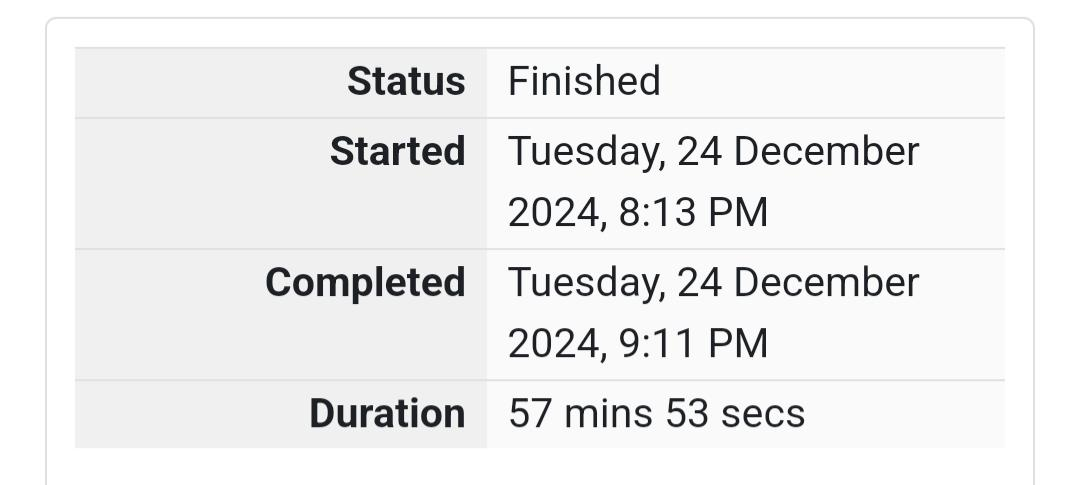 Status Finished
Started Tuesday, 24 December
2024, 8:13 PM
Completed Tuesday, 24 December
2024, 9:11 PM
Duration 57 mins 53 secs